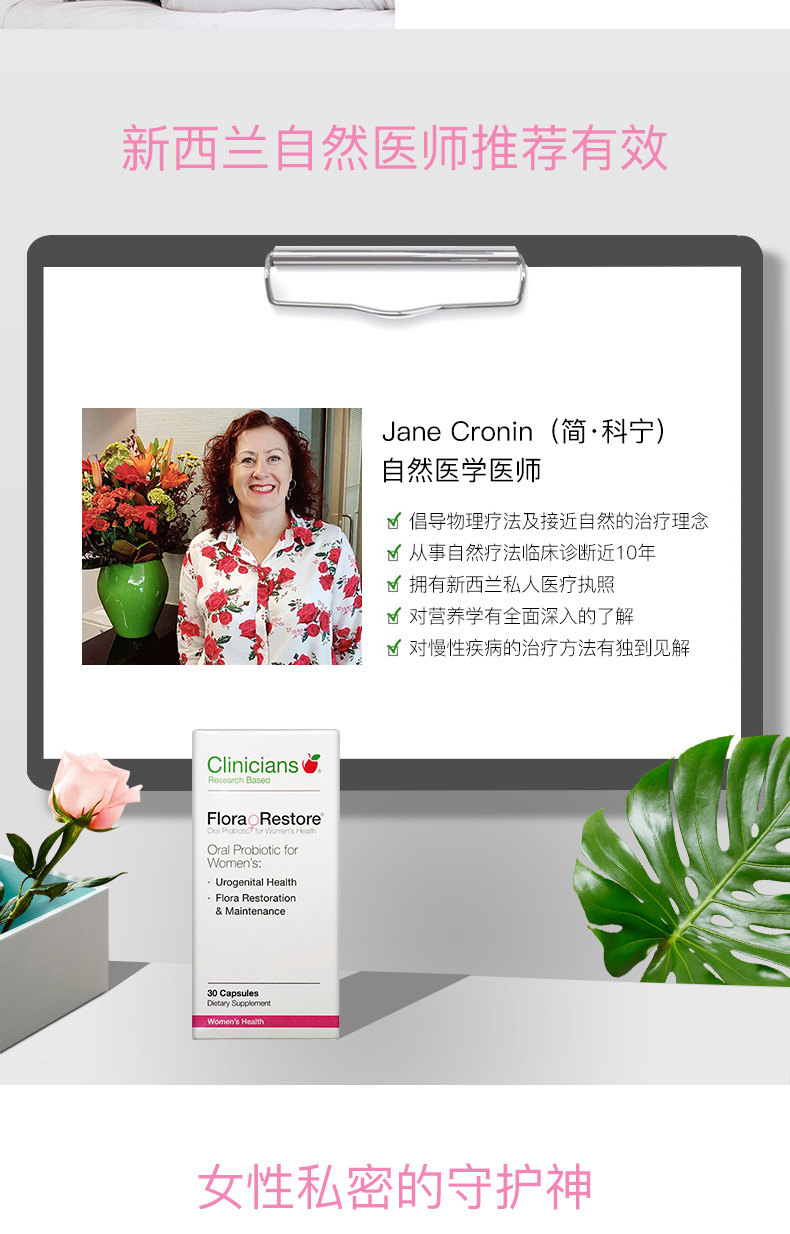 新西兰自然医师推荐有效
Jane Cronin（简·科宁）
自然医学医师
倡导物理疗法及接近自然的治疗理念
从事自然疗法临床诊断近10年
拥有新西兰私人医疗执照
对营养学有全面深入的了解
对慢性疾病的治疗方法有独到见解
Clinicians
Research Based
Flora Restore®
Oral Probiotic for Women's Health
Oral Probiotic for
Women's:
· Urogenital Health
· Flora Restoration
& Maintenance
30 Capsules
Dietary Supplement
Women's Health
女性私密的守护神